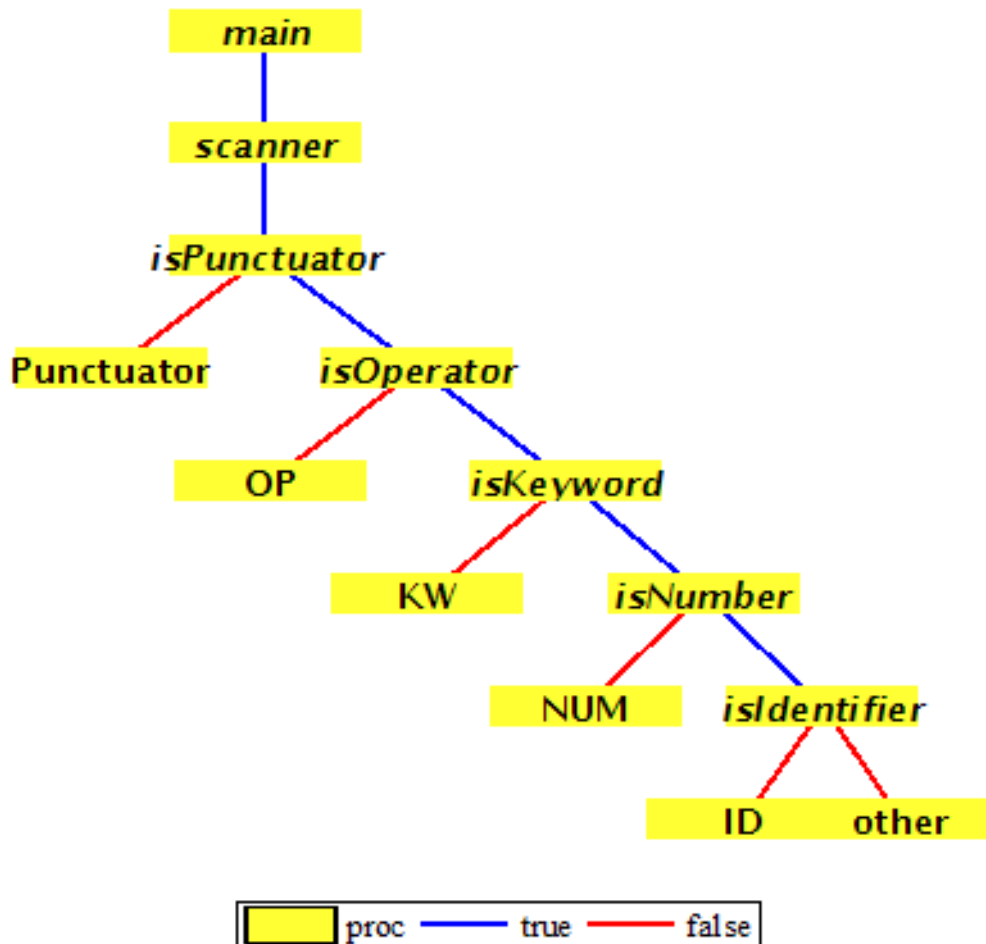 main
scanner
isPunctuator
Punctuator isOperator
OP isKeyword
KW isNumber
NUM isIdentifier
ID other
proc true false